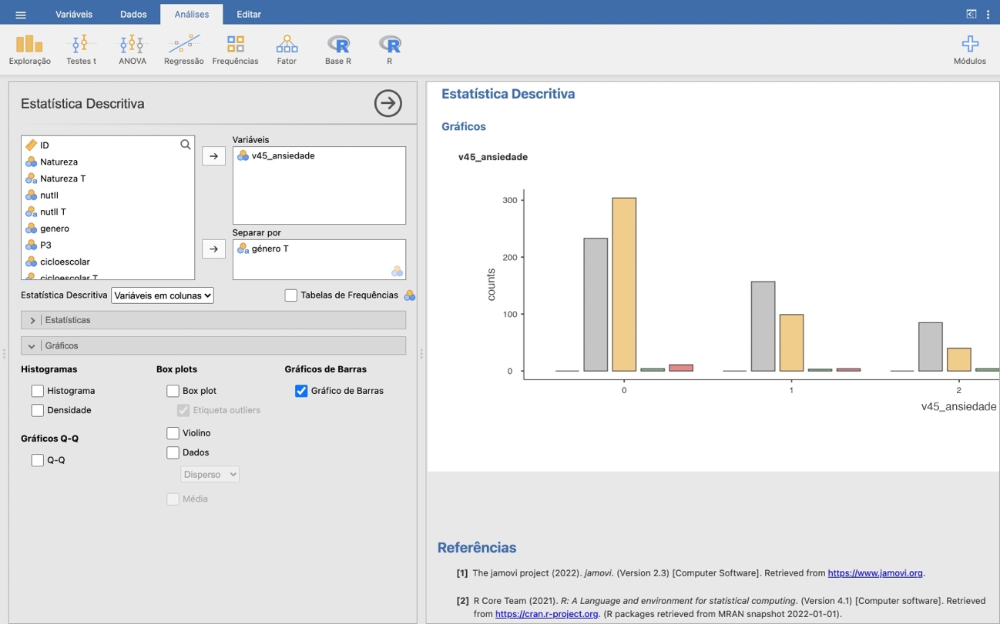 Variáveis Dados Análises Editar
Exploração Testes t ANOVA Regressão Frequências Fator Base R R Módulos
Estatística Descritiva
ID
Natureza
Natureza T
nutII
nutII T
genero
P3
cicloescolar
cicloescolar T
Variáveis
v45_ansiedade
Separar por
género T
Estatística Descritiva Variáveis em colunas Tabelas de Frequências
Estatísticas
Gráficos
Histogramas
Histograma
Densidade
Gráficos Q-Q
Q-Q
Box plots
Box plot
Etiqueta outliers
Violino
Dados
Disperso
Média
Gráficos de Barras
Gráfico de Barras
Estatística Descritiva
Gráficos
v45_ansiedade
300
200
100
0
counts
0 1 2
v45_ansiedade
Referências
[1] The jamovi project (2022). jamovi. (Version 2.3) [Computer Software]. Retrieved from https://www.jamovi.org.
[2] R Core Team (2021). R: A Language and environment for statistical computing. (Version 4.1) [Computer software]. Retrieved
from https://cran.r-project.org. (R packages retrieved from MRAN snapshot 2022-01-01).